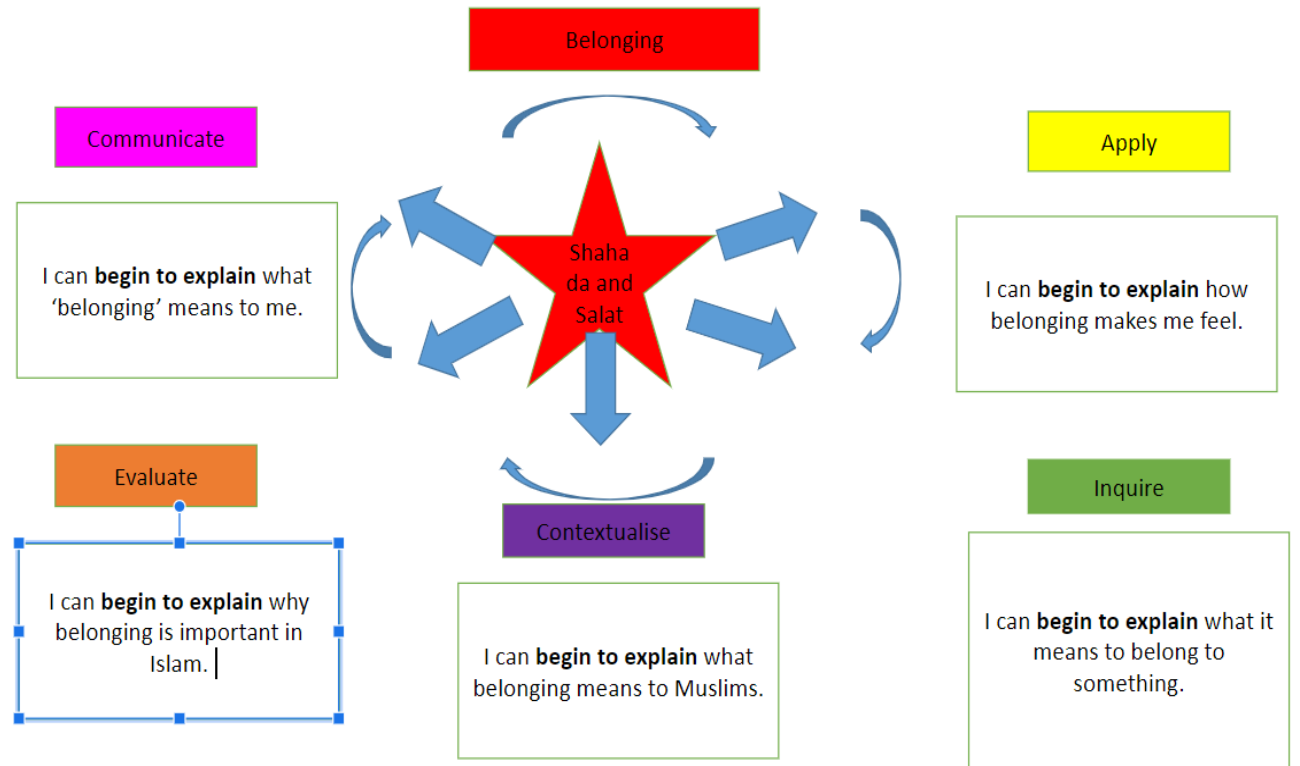 Belonging
Communicate
I can begin to explain what
‘belonging’ means to me.
Apply
I can begin to explain how
belonging makes me feel.
Shaha
da and
Salat
Evaluate
I can begin to explain why
belonging is important in
Islam.
Contextualise
I can begin to explain what
belonging means to Muslims.
Inquire
I can begin to explain what it
means to belong to
something.